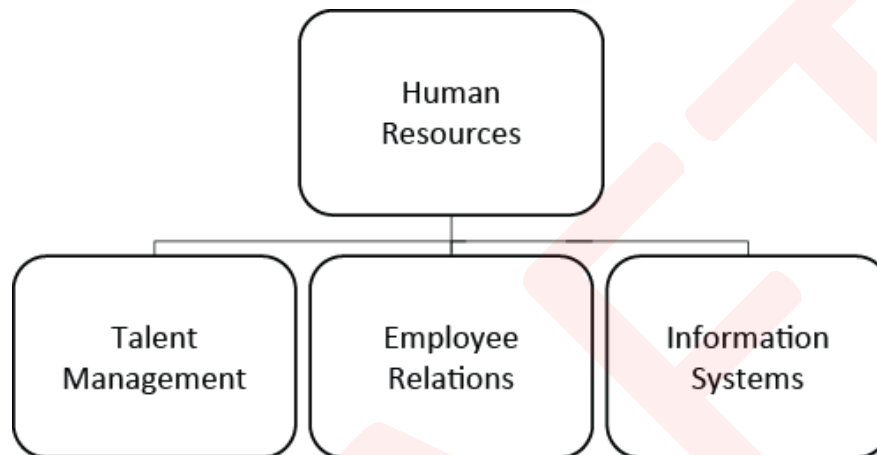 Human
Resources
Talent
Management
Employee
Relations
Information
Systems